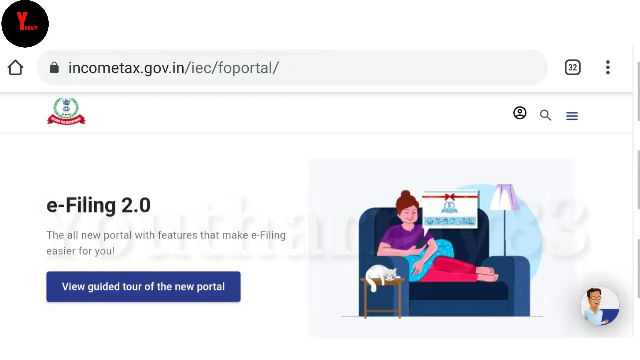 incometax.gov.in/iec/foportal/
32
e-Filing 2.0
The all new portal with features that make e-Filing
easier for you!
View guided tour of the new portal